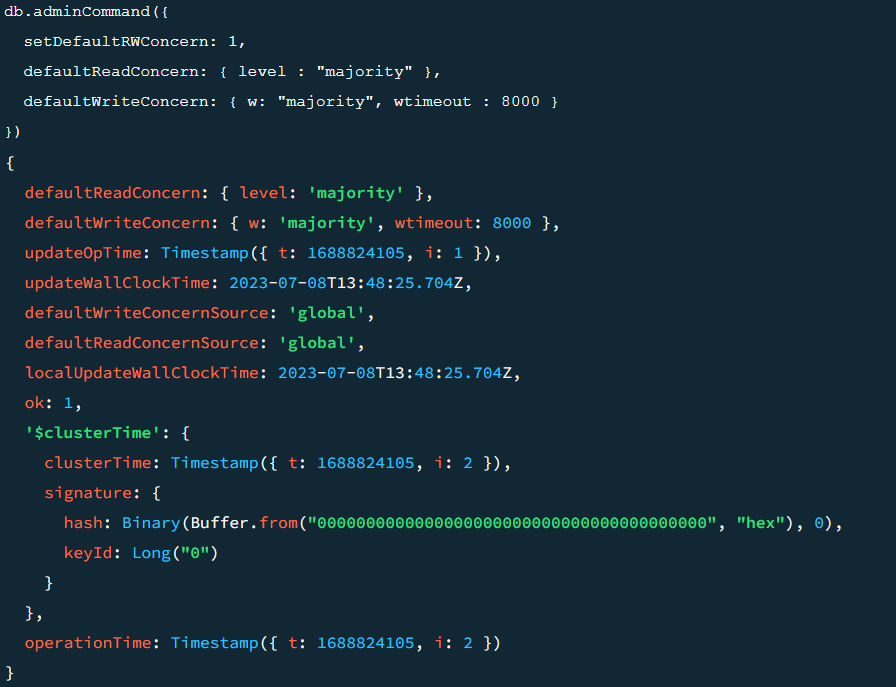 db.adminCommand({
  setDefaultRWConcern: 1,
  defaultReadConcern: { level : "majority" },
  defaultWriteConcern: { w: "majority", wtimeout : 8000 }
})
{
  defaultReadConcern: { level: 'majority' },
  defaultWriteConcern: { w: 'majority', wtimeout: 8000 },
  updateOpTime: Timestamp({ t: 1688824105, i: 1 }),
  updateWallClockTime: 2023-07-08T13:48:25.704Z,
  defaultWriteConcernSource: 'global',
  defaultReadConcernSource: 'global',
  localUpdateWallClockTime: 2023-07-08T13:48:25.704Z,
  ok: 1,
  '$clusterTime': {
    clusterTime: Timestamp({ t: 1688824105, i: 2 }),
    signature: {
      hash: Binary(Buffer.from("0000000000000000000000000000000000000000", "hex"), 0),
      keyId: Long("0")
    }
  },
  operationTime: Timestamp({ t: 1688824105, i: 2 })
}